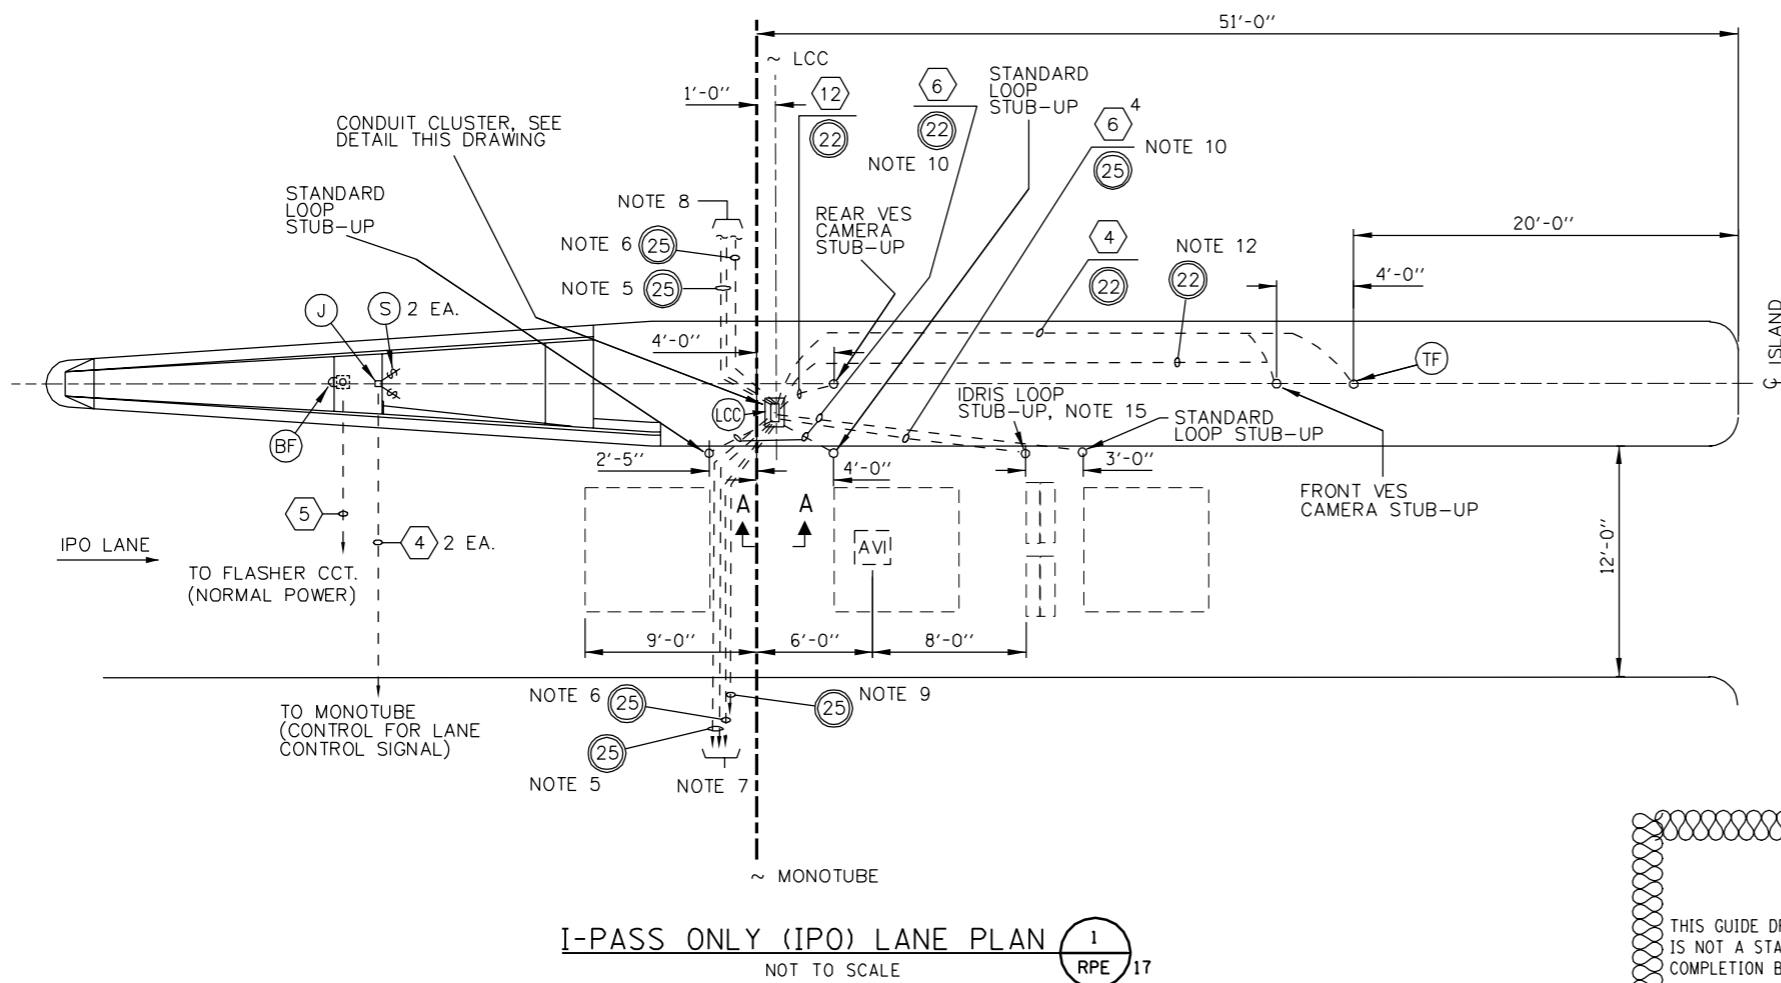 51'-0"
~ LCC
1'-0"
12
22
6
22
NOTE 10
STANDARD
LOOP
STUB-UP
4
6
25
NOTE 10
CONDUIT CLUSTER, SEE
DETAIL THIS DRAWING
STANDARD
LOOP
STUB-UP
NOTE 8
NOTE 6
25
NOTE 5
25
REAR VES
CAMERA
STUB-UP
4
22
NOTE 12
22
20'-0"
4'-0"
J
S
2 EA.
4'-0"
℄ ISLAND
TF
BF
LCC
IDRIS LOOP
STUB-UP, NOTE 15
STANDARD
LOOP STUB-UP
2'-5"
4'-0"
3'-0"
A
A
FRONT VES
CAMERA STUB-UP
5
4
2 EA.
IPO LANE
AVI
12'-0"
TO FLASHER CCT.
(NORMAL POWER)
9'-0"
6'-0"
8'-0"
NOTE 6
25
25
NOTE 9
TO MONOTUBE
(CONTROL FOR LANE
CONTROL SIGNAL)
25
NOTE 5
NOTE 7
~ MONOTUBE
I-PASS ONLY (IPO) LANE PLAN
1
RPE
17
NOT TO SCALE
THIS GUIDE
IS NOT A
COMPLETION